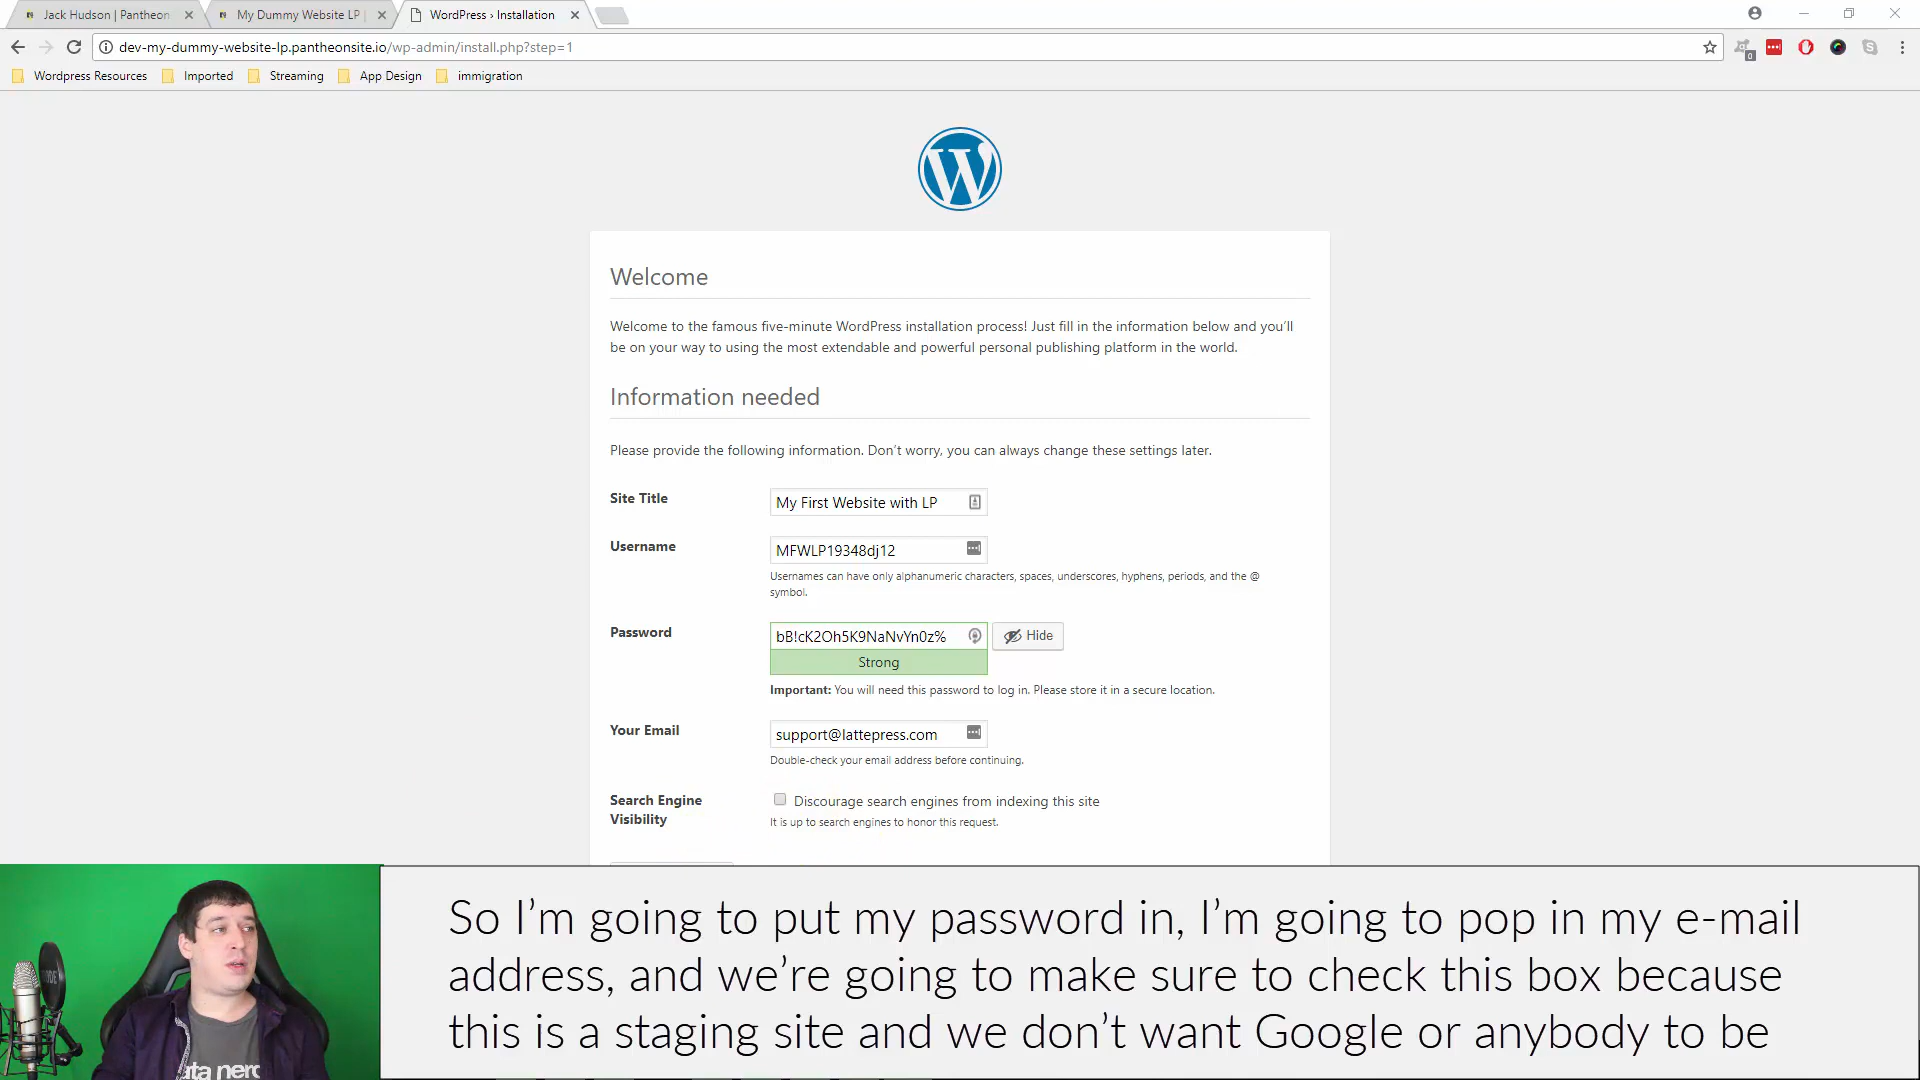 Jack Hudson | Pantheon
My Dummy Website LP |
WordPress › Installation
dev-my-dummy-website-lp.pantheonsite.io/wp-admin/install.php?step=1
Wordpress Resources Imported Streaming App Design immigration
Welcome
Welcome to the famous five-minute WordPress installation process! Just fill in the information below and you’ll
be on your way to using the most extendable and powerful personal publishing platform in the world.
Information needed
Please provide the following information. Don’t worry, you can always change these settings later.
Site Title My First Website with LP
Username MFWLP19348dj12
Usernames can have only alphanumeric characters, spaces, underscores, hyphens, periods, and the @
symbol.
Password bB!cK2Oh5K9NaNvYn0z% Hide
Strong
Important: You will need this password to log in. Please store it in a secure location.
Your Email support@lattepress.com
Double-check your email address before continuing.
Search Engine
Visibility
Discourage search engines from indexing this site
It is up to search engines to honor this request.
So I’m going to put my password in, I’m going to pop in my e-mail
address, and we’re going to make sure to check this box because
this is a staging site and we don’t want Google or anybody to be